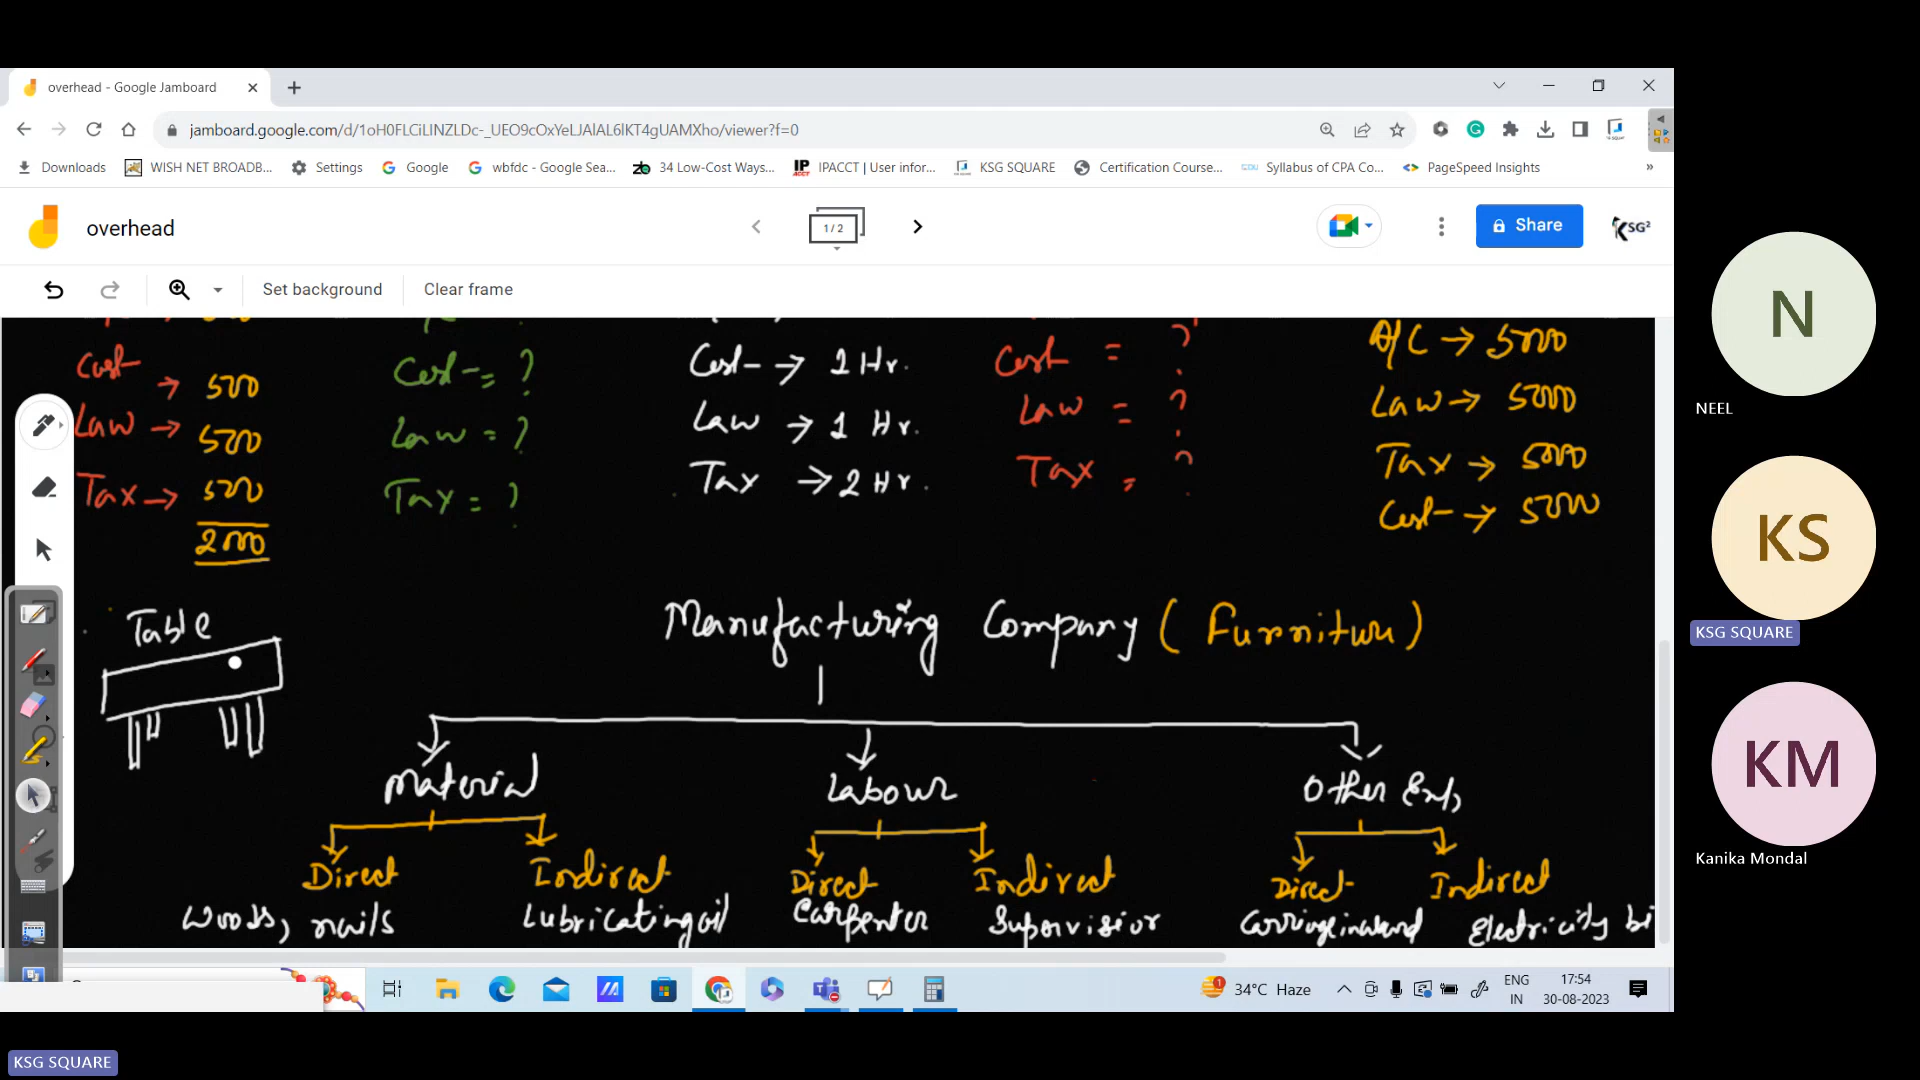 overhead - Google Jamboard
jamboard.google.com/d/1oH0FLCiLINZLDc-_UEO9cOxYeLJAlAL6lKT4gUAMXho/viewer?f=0
Downloads WISH NET BROADB... Settings Google wbfdc - Google Sea... 34 Low-Cost Ways... IPACCT | User infor... KSG SQUARE Certification Course... Syllabus of CPA Co... PageSpeed Insights »
overhead 1 / 2 Share KSG²
Set background Clear frame
A/C → 5000
Cost → 500 Cost = ? Cost → 2 Hr. Cost = ?
Law → 500 Law = ? Law → 1 Hr. Law = ? Law → 5000
Tax → 500 Tax = ? Tax → 2 Hr. Tax = ? Tax → 5000
2000 Cost → 5000
Table Manufacturing Company ( Furniture )
Material Labour Other Exp,
Direct Indirect Direct Indirect Direct Indirect
Woods, nails Lubricating oil Carpenter Supervisior Carriage inward Electricity bi
N
NEEL
KS
KSG SQUARE
KM
Kanika Mondal
34°C Haze ENG IN 17:54 30-08-2023
KSG SQUARE